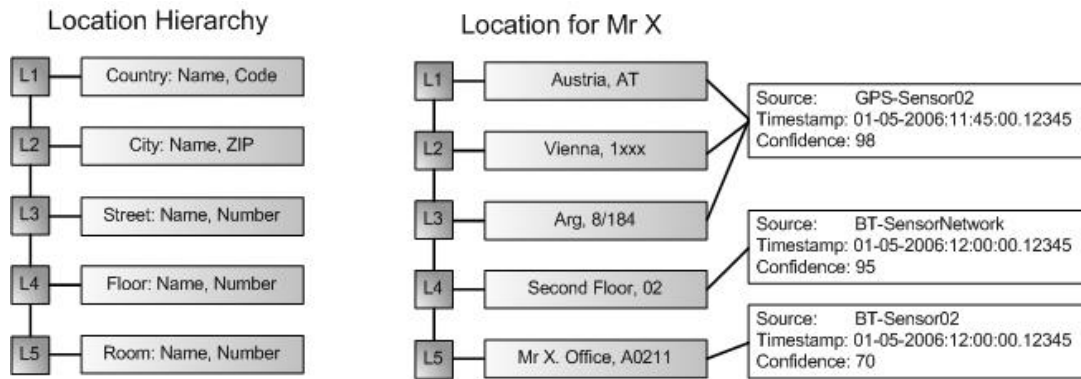 Location Hierarchy
L1 Country: Name, Code
L2 City: Name, ZIP
L3 Street: Name, Number
L4 Floor: Name, Number
L5 Room: Name, Number
Location for Mr X
L1 Austria, AT
L2 Vienna, 1xxx
L3 Arg, 8/184
L4 Second Floor, 02
L5 Mr X. Office, A0211
Source: GPS-Sensor02
Timestamp: 01-05-2006:11:45:00.12345
Confidence: 98
Source: BT-SensorNetwork
Timestamp: 01-05-2006:12:00:00.12345
Confidence: 95
Source: BT-Sensor02
Timestamp: 01-05-2006:12:00:00.12345
Confidence: 70